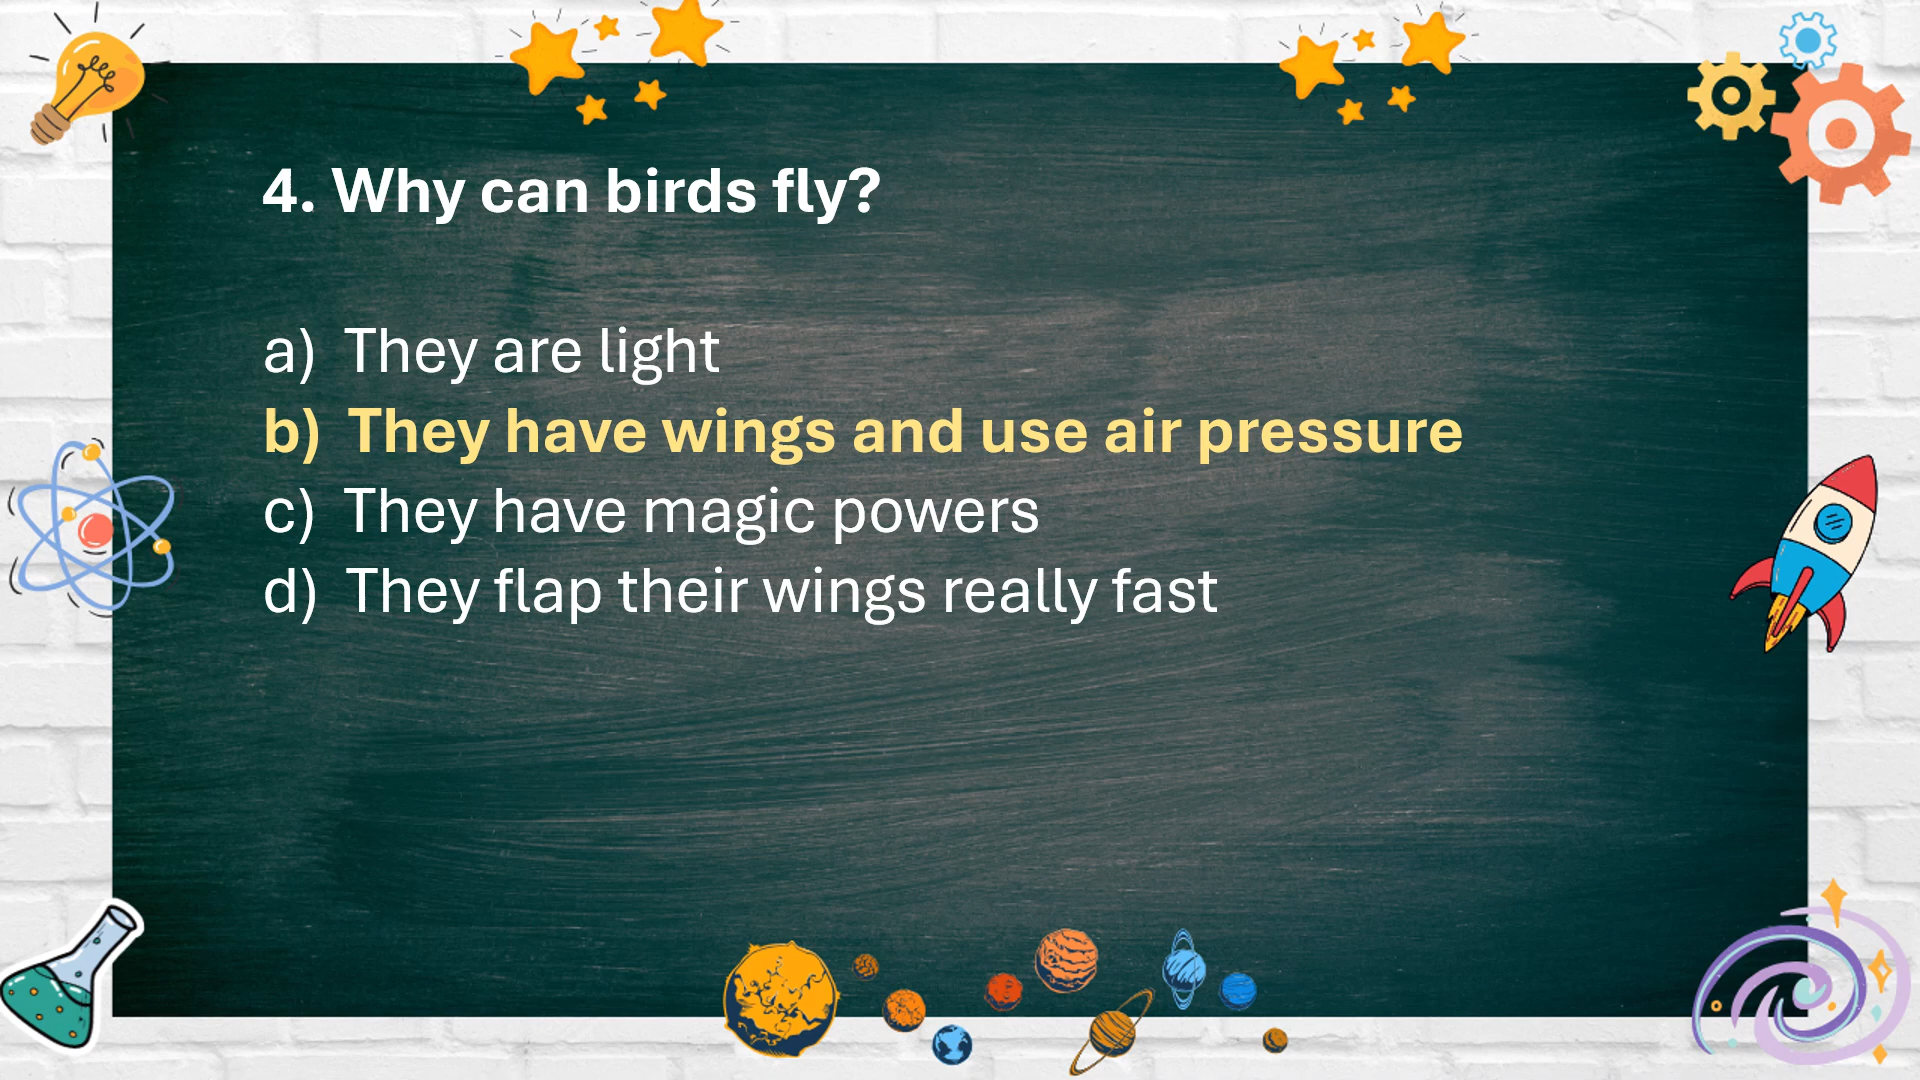 4. Why can birds fly?
a) They are light
b) They have wings and use air pressure
c) They have magic powers
d) They flap their wings really fast